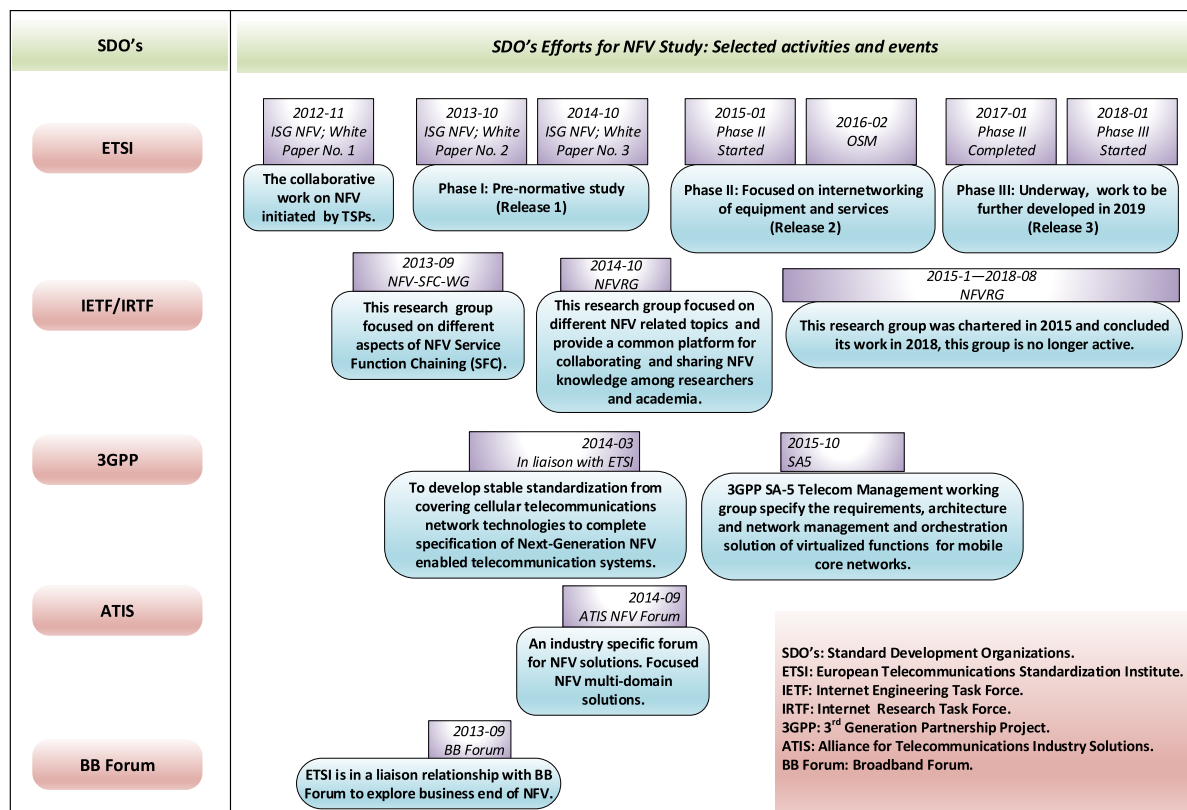 SDO's
SDO's Efforts for NFV Study: Selected activities and events
ETSI
2012-11
ISG NFV; White
Paper No. 1
The collaborative
work on NFV
initiated by TSPs.
2013-10
ISG NFV; White
Paper No. 2
2014-10
ISG NFV; White
Paper No. 3
Phase I: Pre-normative study
(Release 1)
2015-01
Phase II
Started
2016-02
OSM
Phase II: Focused on internetworking
of equipment and services
(Release 2)
2017-01
Phase II
Completed
2018-01
Phase III
Started
Phase III: Underway, work to be
further developed in 2019
(Release 3)
IETF/IRTF
2013-09
NFV-SFC-WG
This research group
focused on different
aspects of NFV Service
Function Chaining (SFC).
2014-10
NFVRG
This research group focused on
different NFV related topics and
provide a common platform for
collaborating and sharing NFV
knowledge among researchers
and academia.
2015-1—2018-08
NFVRG
This research group was chartered in 2015 and concluded
its work in 2018, this group is no longer active.
3GPP
2014-03
In liaison with ETSI
To develop stable standardization from
covering cellular telecommunications
network technologies to complete
specification of Next-Generation NFV
enabled telecommunication systems.
2015-10
SA5
3GPP SA-5 Telecom Management working
group specify the requirements, architecture
and network management and orchestration
solution of virtualized functions for mobile
core networks.
ATIS
2014-09
ATIS NFV Forum
An industry specific forum
for NFV solutions. Focused
NFV multi-domain
solutions.
BB Forum
2013-09
BB Forum
ETSI is in a liaison relationship with BB
Forum to explore business end of NFV.
SDO's: Standard Development Organizations.
ETSI: European Telecommunications Standardization Institute.
IETF: Internet Engineering Task Force.
IRTF: Internet Research Task Force.
3GPP: 3rd Generation Partnership Project.
ATIS: Alliance for Telecommunications Industry Solutions.
BB Forum: Broadband Forum.